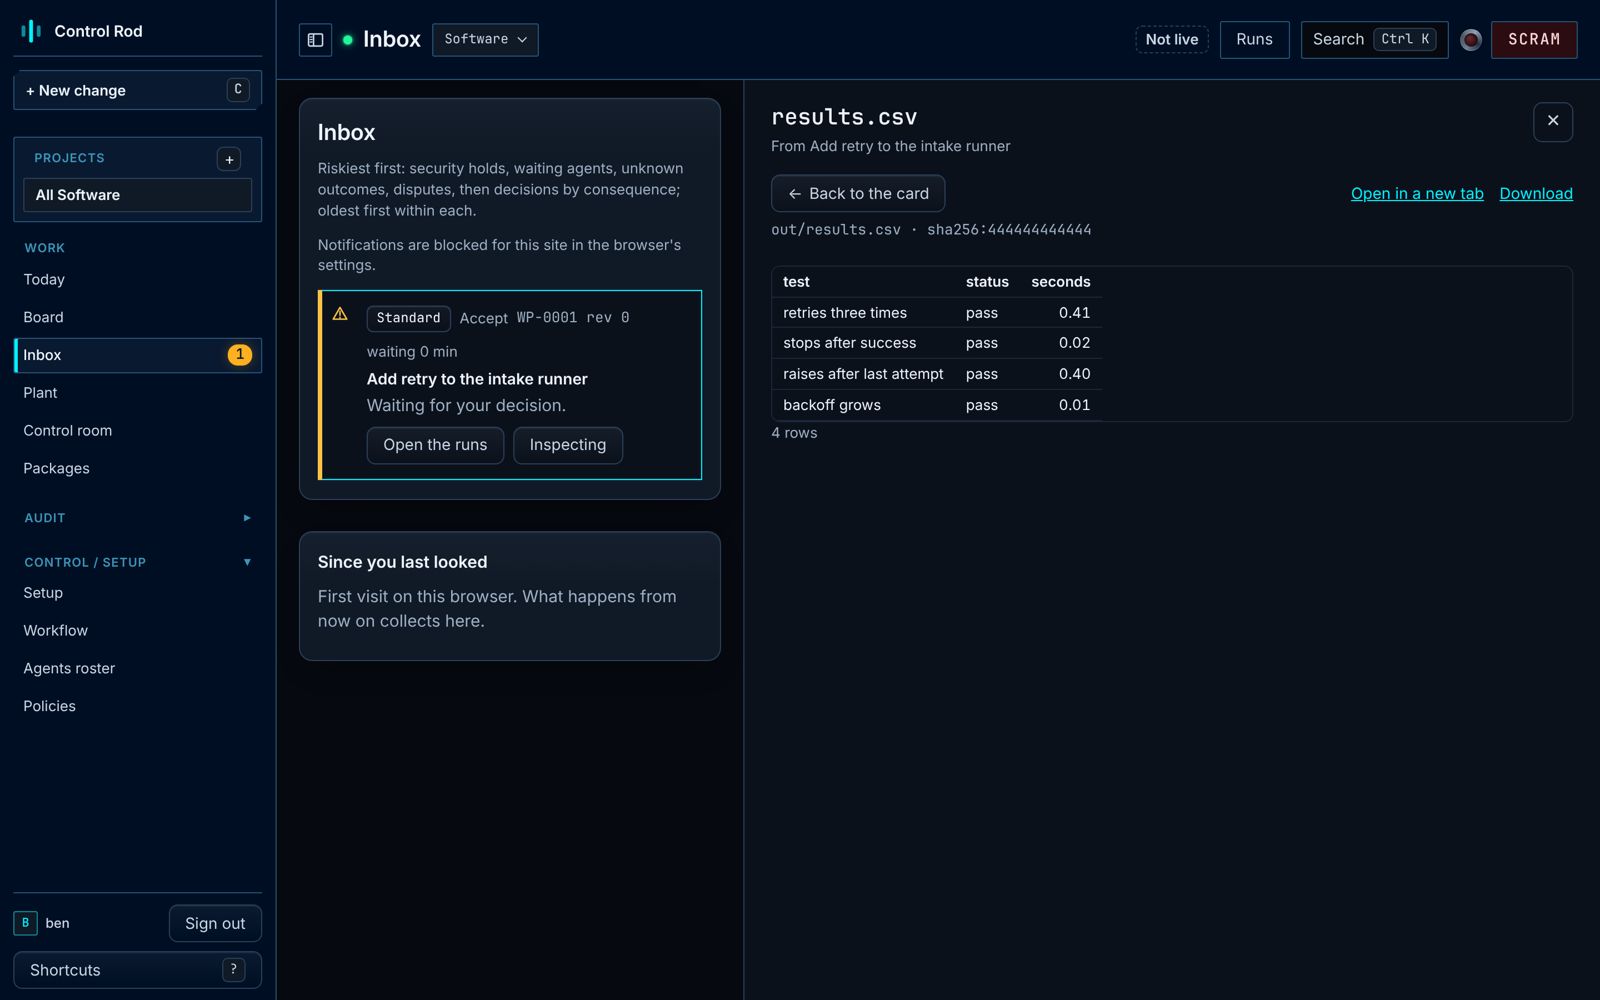 Control Rod
+ New change C
PROJECTS +
All Software
WORK
Today
Board
Inbox 1
Plant
Control room
Packages
AUDIT
CONTROL / SETUP
Setup
Workflow
Agents roster
Policies
B ben Sign out
Shortcuts ?
Inbox Software
Not live Runs Search Ctrl K SCRAM
Inbox
Riskiest first: security holds, waiting agents, unknown
outcomes, disputes, then decisions by consequence;
oldest first within each.
Notifications are blocked for this site in the browser's
settings.
Standard Accept WP-0001 rev 0
waiting 0 min
Add retry to the intake runner
Waiting for your decision.
Open the runs Inspecting
Since you last looked
First visit on this browser. What happens from
now on collects here.
results.csv
From Add retry to the intake runner
← Back to the card Open in a new tab Download
out/results.csv · sha256:444444444444
test status seconds
retries three times pass 0.41
stops after success pass 0.02
raises after last attempt pass 0.40
backoff grows pass 0.01
4 rows